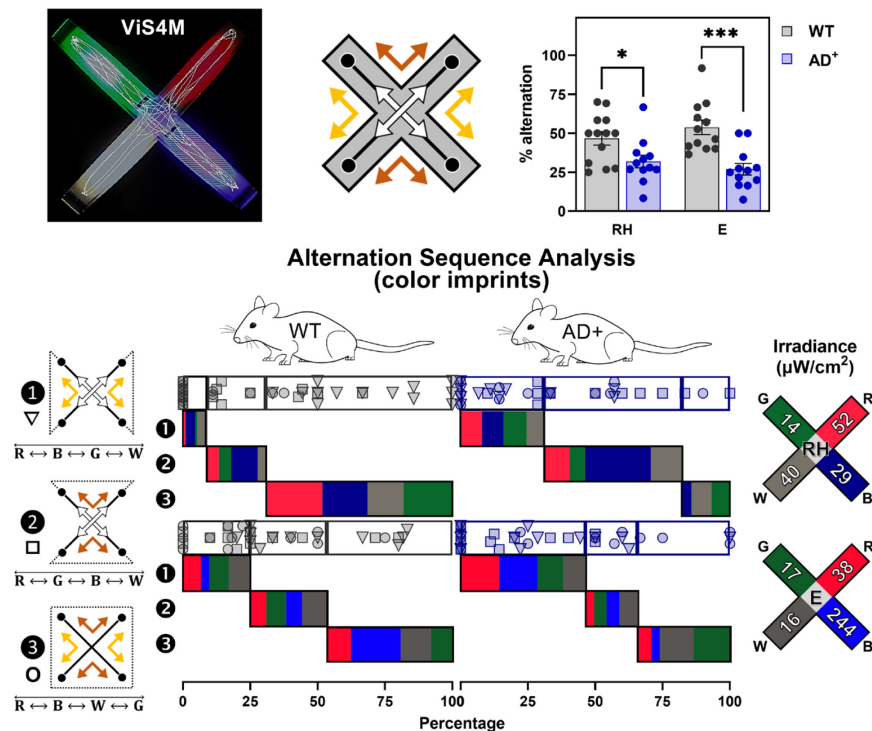 ViS4M
WT
AD⁺
% alternation
100
75
50
25
0
*
***
RH
E
Alternation Sequence Analysis
(color imprints)
WT
AD+
Irradiance
(µW/cm²)
1
R ↔ B ↔ G ↔ W
2
R ↔ G ↔ B ↔ W
3
R ↔ B ↔ W ↔ G
1
2
3
1
2
3
G
R
14
52
RH
40
29
W
B
G
R
17
38
E
16
244
W
B
0
25
50
75
100
0
25
50
75
100
Percentage